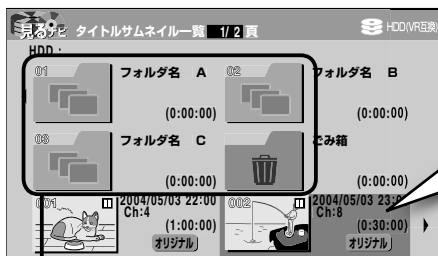 見るナビ タイトルサムネイル一覧 1/ 2 頁 HDD(VR互換)
HDD :
01 フォルダ名 A 02 フォルダ名 B
(0:00:00) (0:00:00)
03 フォルダ名 C ごみ箱
(0:00:00) (0:00:00)
001 2004/05/03 22:00 002 2004/05/03 23:0
Ch:4 Ch:8
(1:00:00) (0:30:00)
オリジナル オリジナル